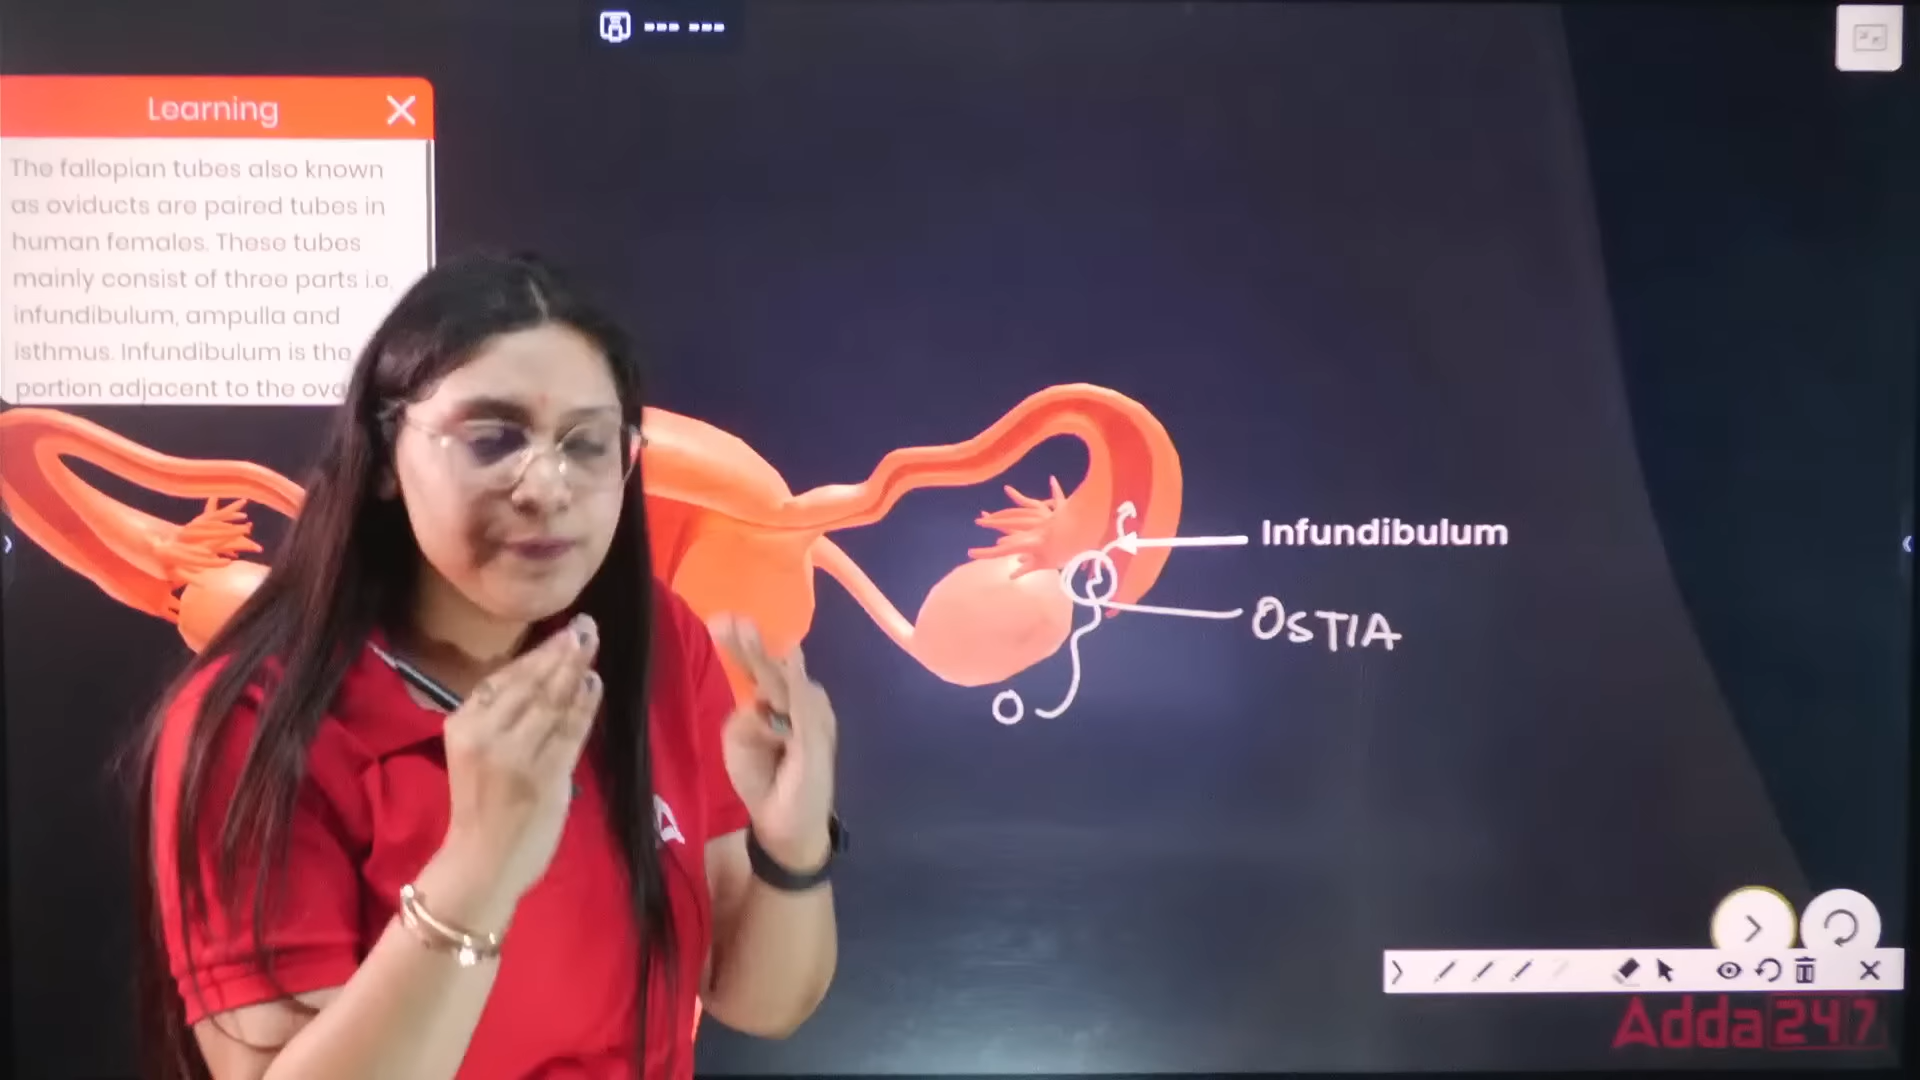 Learning
The fallopian tubes also known
as oviducts are paired tubes in
human females. These tubes
mainly consist of three parts i.e.
infundibulum, ampulla and
isthmus. Infundibulum is the
portion adjacent to the ova
Infundibulum
OSTIA
Adda247